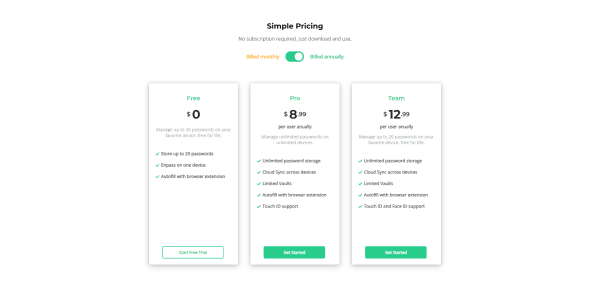 Simple Pricing
No subscription required, just download and use.
Billed monthly
Billed annually
Free
$ 0
Manage up to 20 passwords on your
favorite device, free for life.
Store up to 20 passwords
Enpass on one device
Autofill with browser extension
Start Free Trial
Pro
$ 8.99
per user anually
Manage unlimited passwords on
unlimited devices.
Unlimited password storage
Cloud Sync across devices
Limited Vaults
Autofill with browser extension
Touch ID support
Get Started
Team
$ 12.99
per user anually
Manage up to 20 passwords on your
favorite device, free for life.
Unlimited password storage
Cloud Sync across devices
Limited Vaults
Autofill with browser extension
Touch ID and Face ID support
Get Started